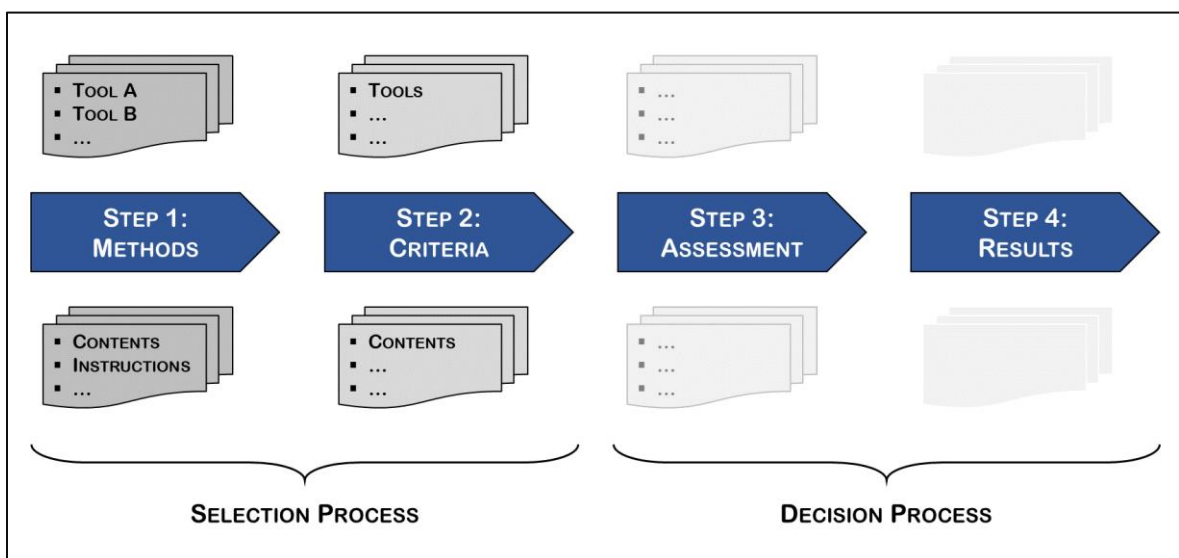 ▪ Tool A
▪ Tool B
▪ ...
▪ Tools
▪ ...
▪ ...
▪ ...
▪ ...
▪ ...
Step 1:
Methods
Step 2:
Criteria
Step 3:
Assessment
Step 4:
Results
▪ Contents
▪ Instructions
▪ ...
▪ Contents
▪ ...
▪ ...
▪ ...
▪ ...
▪ ...
Selection Process
Decision Process